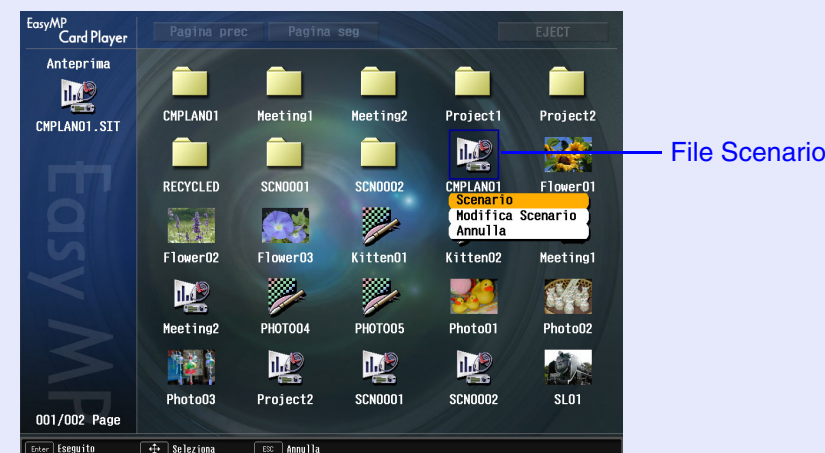 EasyMP
Card Player
Pagina prec
Pagina seg
EJECT
Anteprima
CMPLAN01.SIT
CMPLAN01
Meeting1
Meeting2
Project1
Project2
RECYCLED
SCN0001
SCN0002
CMPLAN01
Flower01
File Scenario
Scenario
Modifica Scenario
Annulla
Flower02
Flower03
Kitten01
Kitten02
Meeting1
Meeting2
PHOTO04
PHOTO05
Photo01
Photo02
Photo03
Project2
SCN0001
SCN0002
SL01
Easy MP
001/002 Page
Enter Eseguito
Seleziona
ESC Annulla